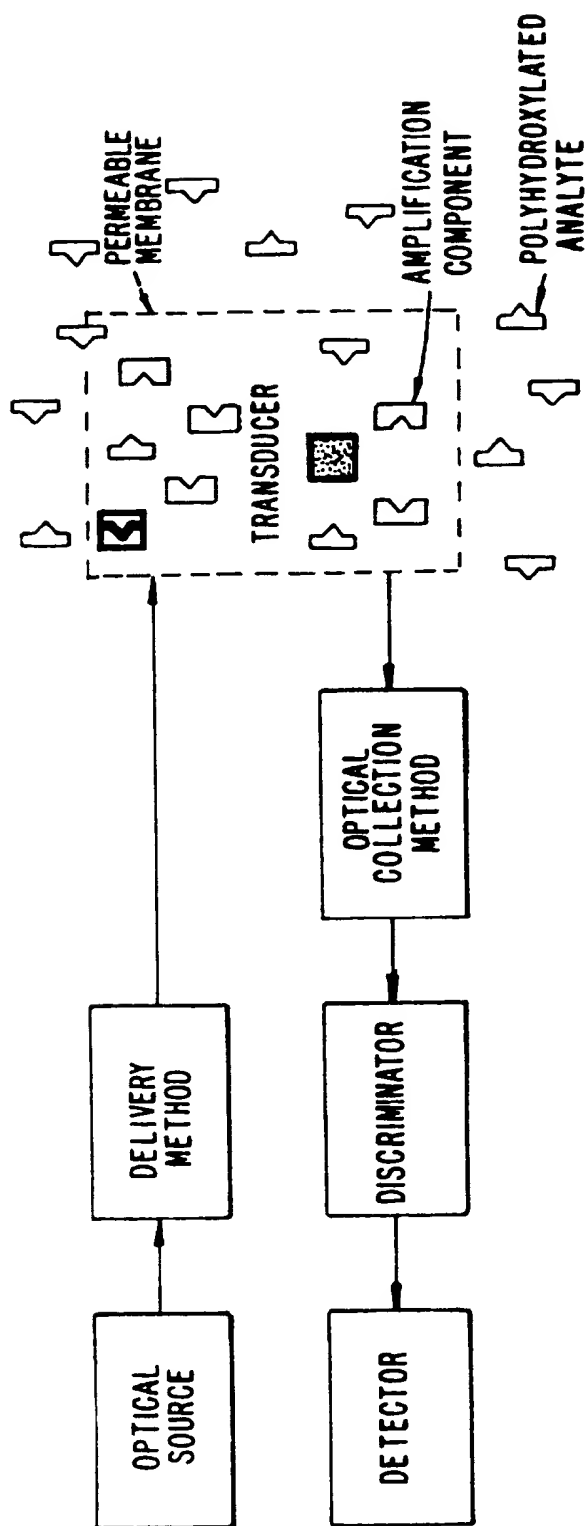 OPTICAL
SOURCE
DELIVERY
METHOD
PERMEABLE
MEMBRANE
TRANSDUCER
AMPLIFICATION
COMPONENT
POLYHYDROXYLATED
ANALYTE
OPTICAL
COLLECTION
METHOD
DISCRIMINATOR
DETECTOR